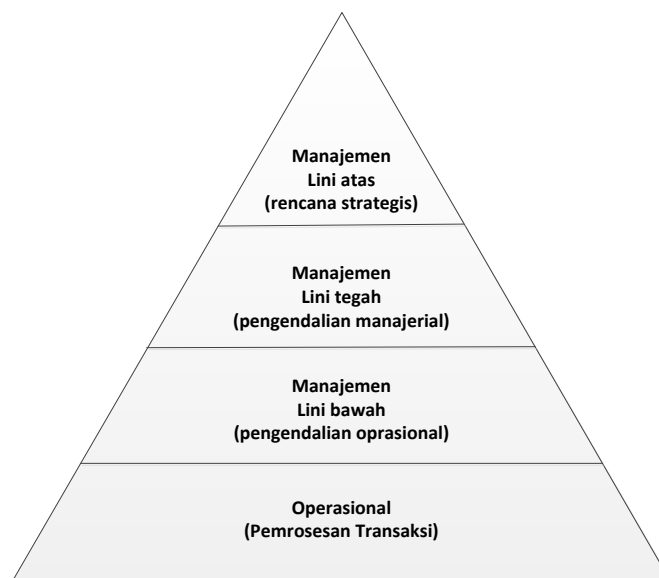 Manajemen
Lini atas
(rencana strategis)
Manajemen
Lini tegah
(pengendalian manajerial)
Manajemen
Lini bawah
(pengendalian oprasional)
Operasional
(Pemrosesan Transaksi)